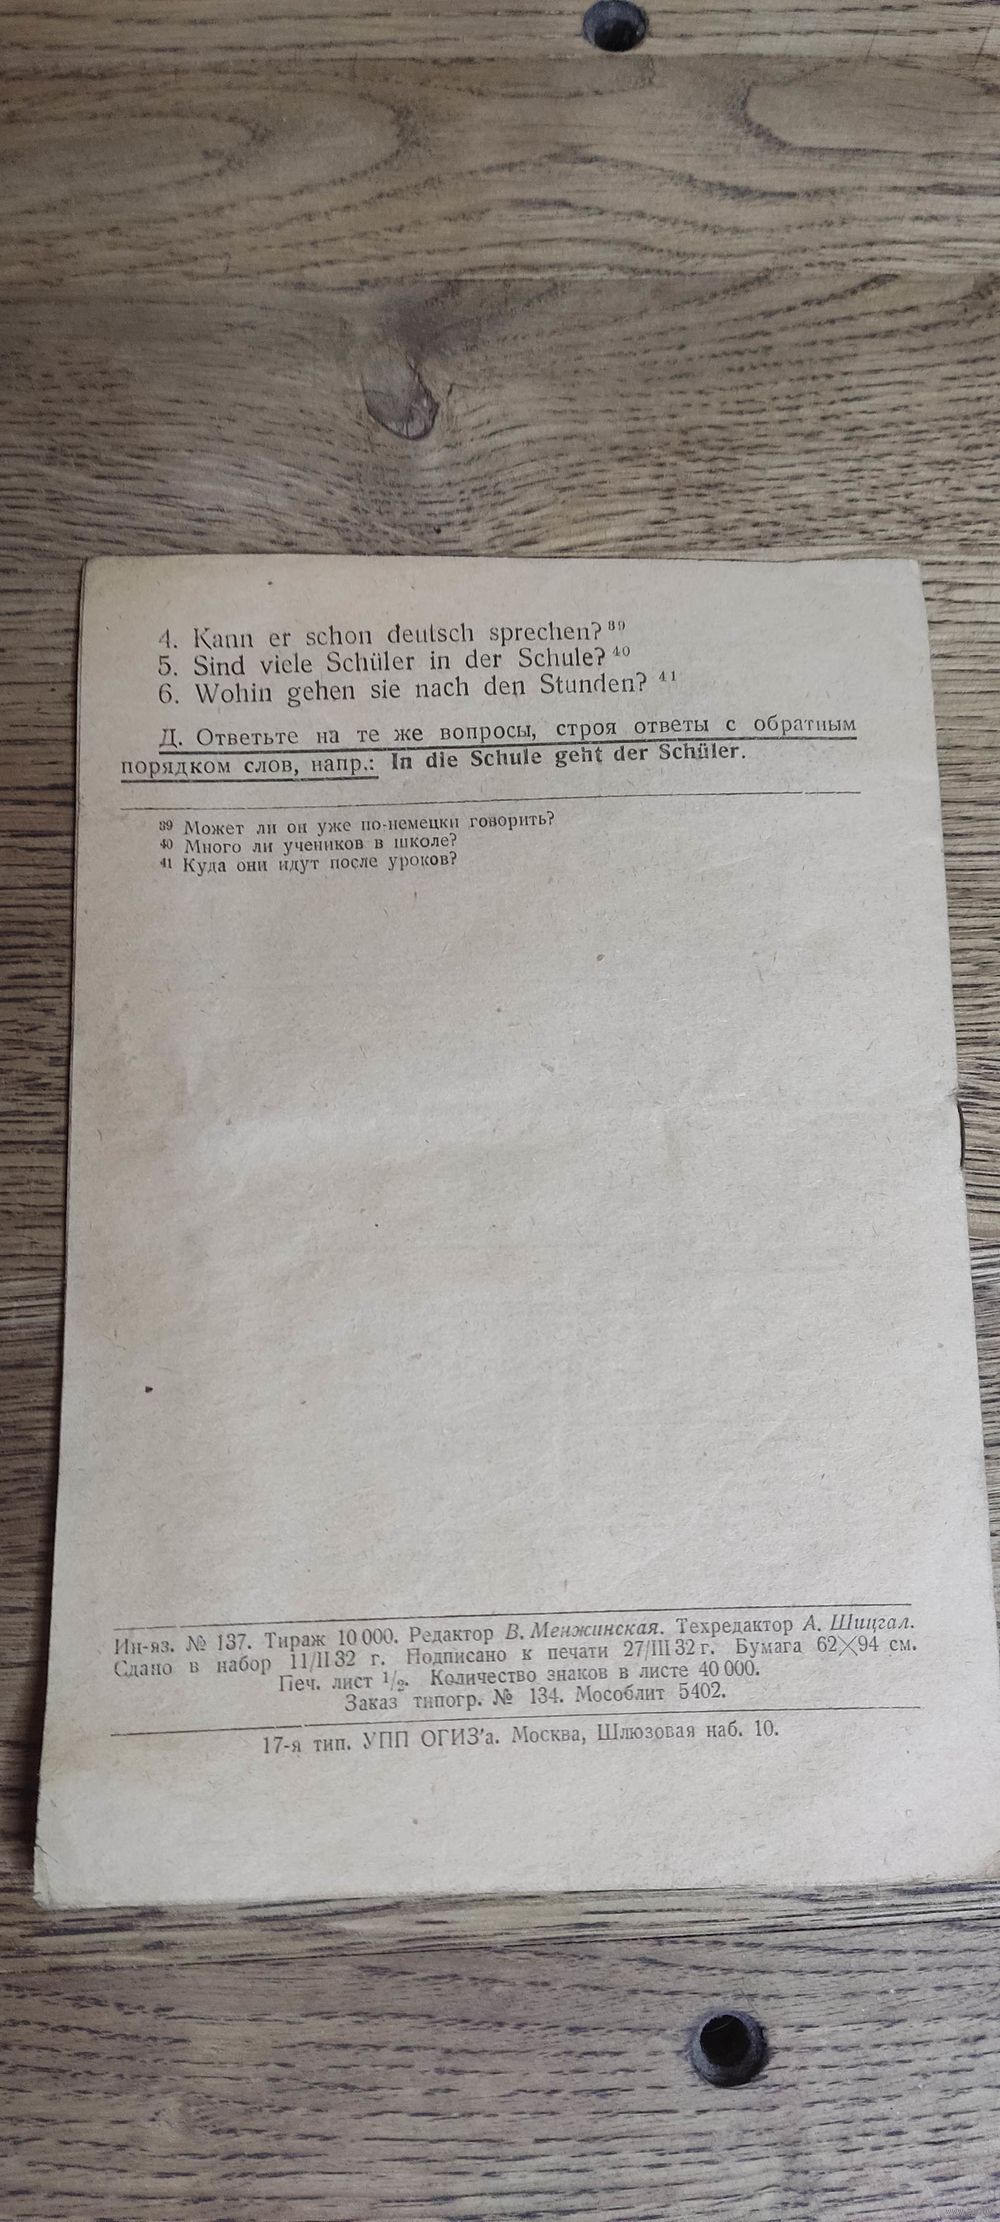 4. Kann er schon deutsch sprechen? 39
5. Sind viele Schüler in der Schule? 40
6. Wohin gehen sie nach den Stunden? 41
Д. Ответьте на те же вопросы, строя ответы с обратным
порядком слов, напр.: In die Schule geht der Schüler.
39 Может ли он уже по-немецки говорить?
40 Много ли учеников в школе?
41 Куда они идут после уроков?
Ин-яз. № 137. Тираж 10 000. Редактор В. Менжинская. Техредактор А. Шицгал.
Сдано в набор 11/II 32 г. Подписано к печати 27/III 32 г. Бумага 62×94 см.
Печ. лист 1/2. Количество знаков в листе 40 000.
Заказ типогр. № 134. Мособлит 5402.
17-я тип. УПП ОГИЗ'а. Москва, Шлюзовая наб. 10.